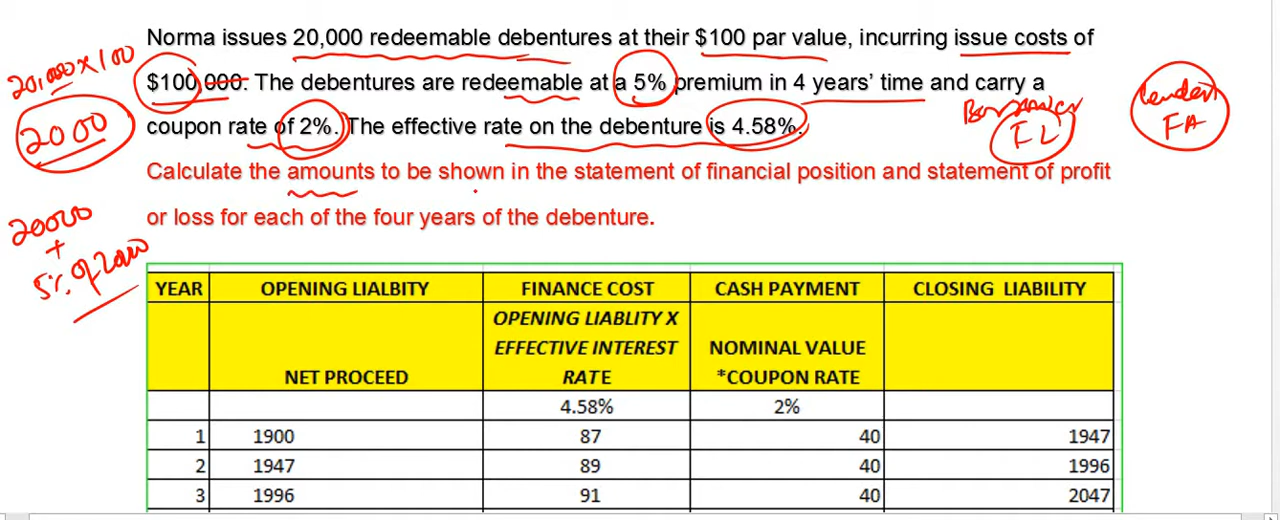 Norma issues 20,000 redeemable debentures at their $100 par value, incurring issue costs of
$100,000. The debentures are redeemable at a 5% premium in 4 years' time and carry a
coupon rate of 2%. The effective rate on the debenture is 4.58%.
Calculate the amounts to be shown in the statement of financial position and statement of profit
or loss for each of the four years of the debenture.
20,000 x 100
2000
20000
+
5% of 2000
Borrower
FL
lender
FA
YEAR OPENING LIALBITY FINANCE COST CASH PAYMENT CLOSING LIABILITY
OPENING LIABLITY X
EFFECTIVE INTEREST NOMINAL VALUE
NET PROCEED RATE *COUPON RATE
4.58% 2%
1 1900 87 40 1947
2 1947 89 40 1996
3 1996 91 40 2047